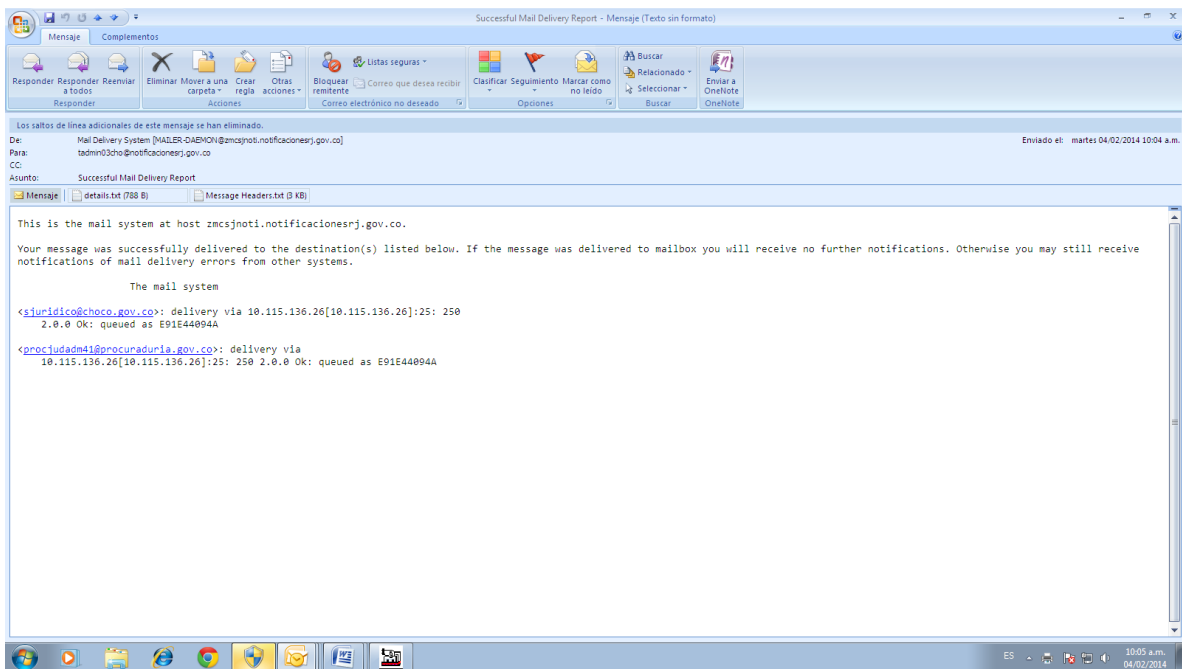 Successful Mail Delivery Report - Mensaje (Texto sin formato)
Mensaje Complementos
Responder Responder a todos Reenviar
Eliminar Mover a una carpeta Crear regla Otras acciones
Bloquear remitente Listas seguras Correo que desea recibir
Clasificar Seguimiento Marcar como no leído
Buscar Relacionado Seleccionar
Enviar a OneNote
Responder Acciones Correo electrónico no deseado Opciones Buscar OneNote
Los saltos de línea adicionales de este mensaje se han eliminado.
De: Mail Delivery System [MAILER-DAEMON@zmcsjnoti.notificacionesrj.gov.co] Enviado el: martes 04/02/2014 10:04 a.m.
Para: tadmin03cho@notificacionesrj.gov.co
CC:
Asunto: Successful Mail Delivery Report
Mensaje details.txt (788 B) Message Headers.txt (3 KB)
This is the mail system at host zmcsjnoti.notificacionesrj.gov.co.
Your message was successfully delivered to the destination(s) listed below. If the message was delivered to mailbox you will receive no further notifications. Otherwise you may still receive
notifications of mail delivery errors from other systems.
The mail system
<sjuridico@choco.gov.co>: delivery via 10.115.136.26[10.115.136.26]:25: 250
2.0.0 Ok: queued as E91E44094A
<procjudadm41@procuraduria.gov.co>: delivery via
10.115.136.26[10.115.136.26]:25: 250 2.0.0 Ok: queued as E91E44094A
ES 10:05 a.m.
04/02/2014